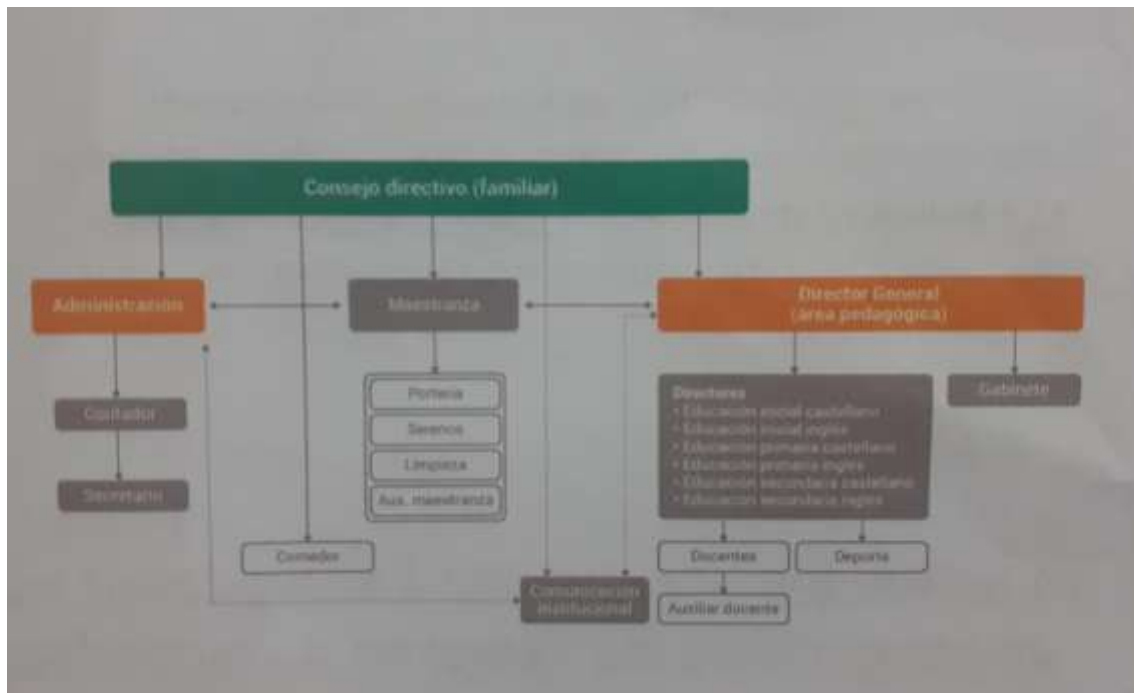 Consejo directivo (familiar)
Administración
Maestranza
Director General
(área pedagógica)
Contador
Secretario
Portería
Serenos
Limpieza
Aux. maestranza
Directores
• Educación inicial castellano
• Educación inicial inglés
• Educación primaria castellano
• Educación primaria inglés
• Educación secundaria castellano
• Educación secundaria inglés
Gabinete
Comedor
Docentes
Deporte
Comunicación
institucional
Auxiliar docente